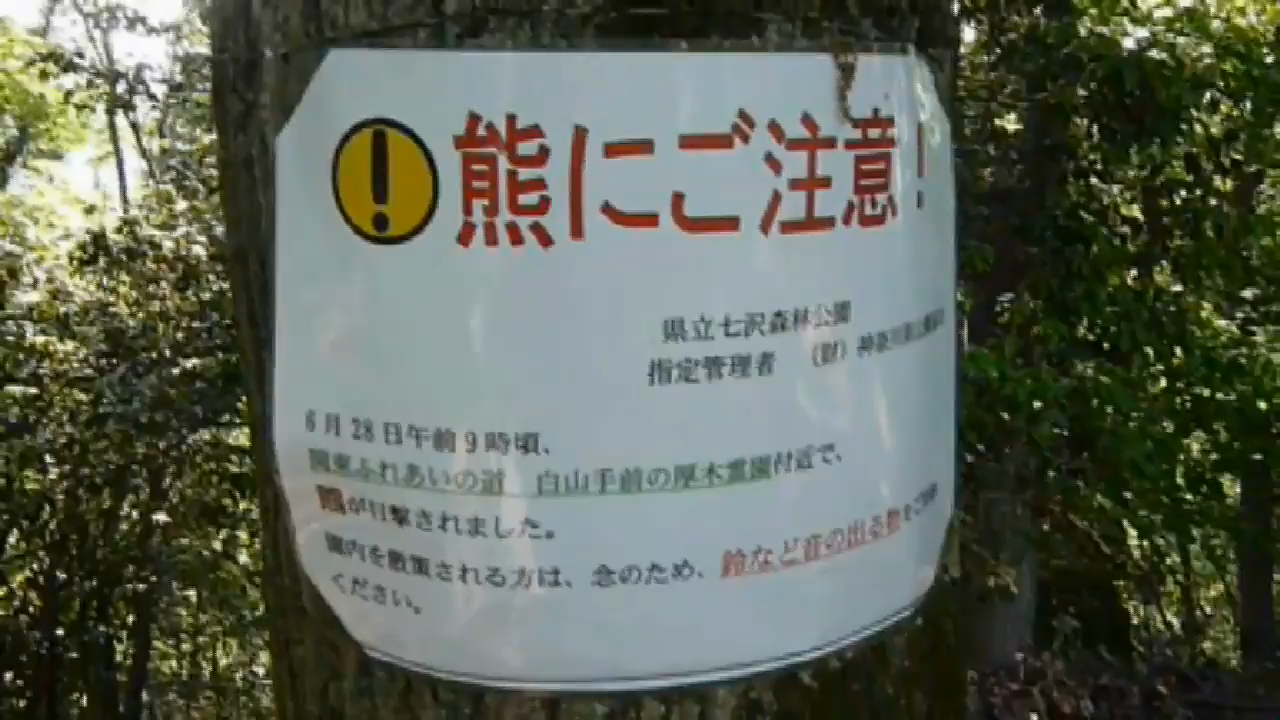 熊にご注意!
県立七沢森林公園
指定管理者 (財)
6月28日午前9時頃、
関東ふれあいの道 白山手前の厚木霊園付近で、
熊が目撃されました。
園内を散策される方は、念のため、鈴など音の出る物を
ください。